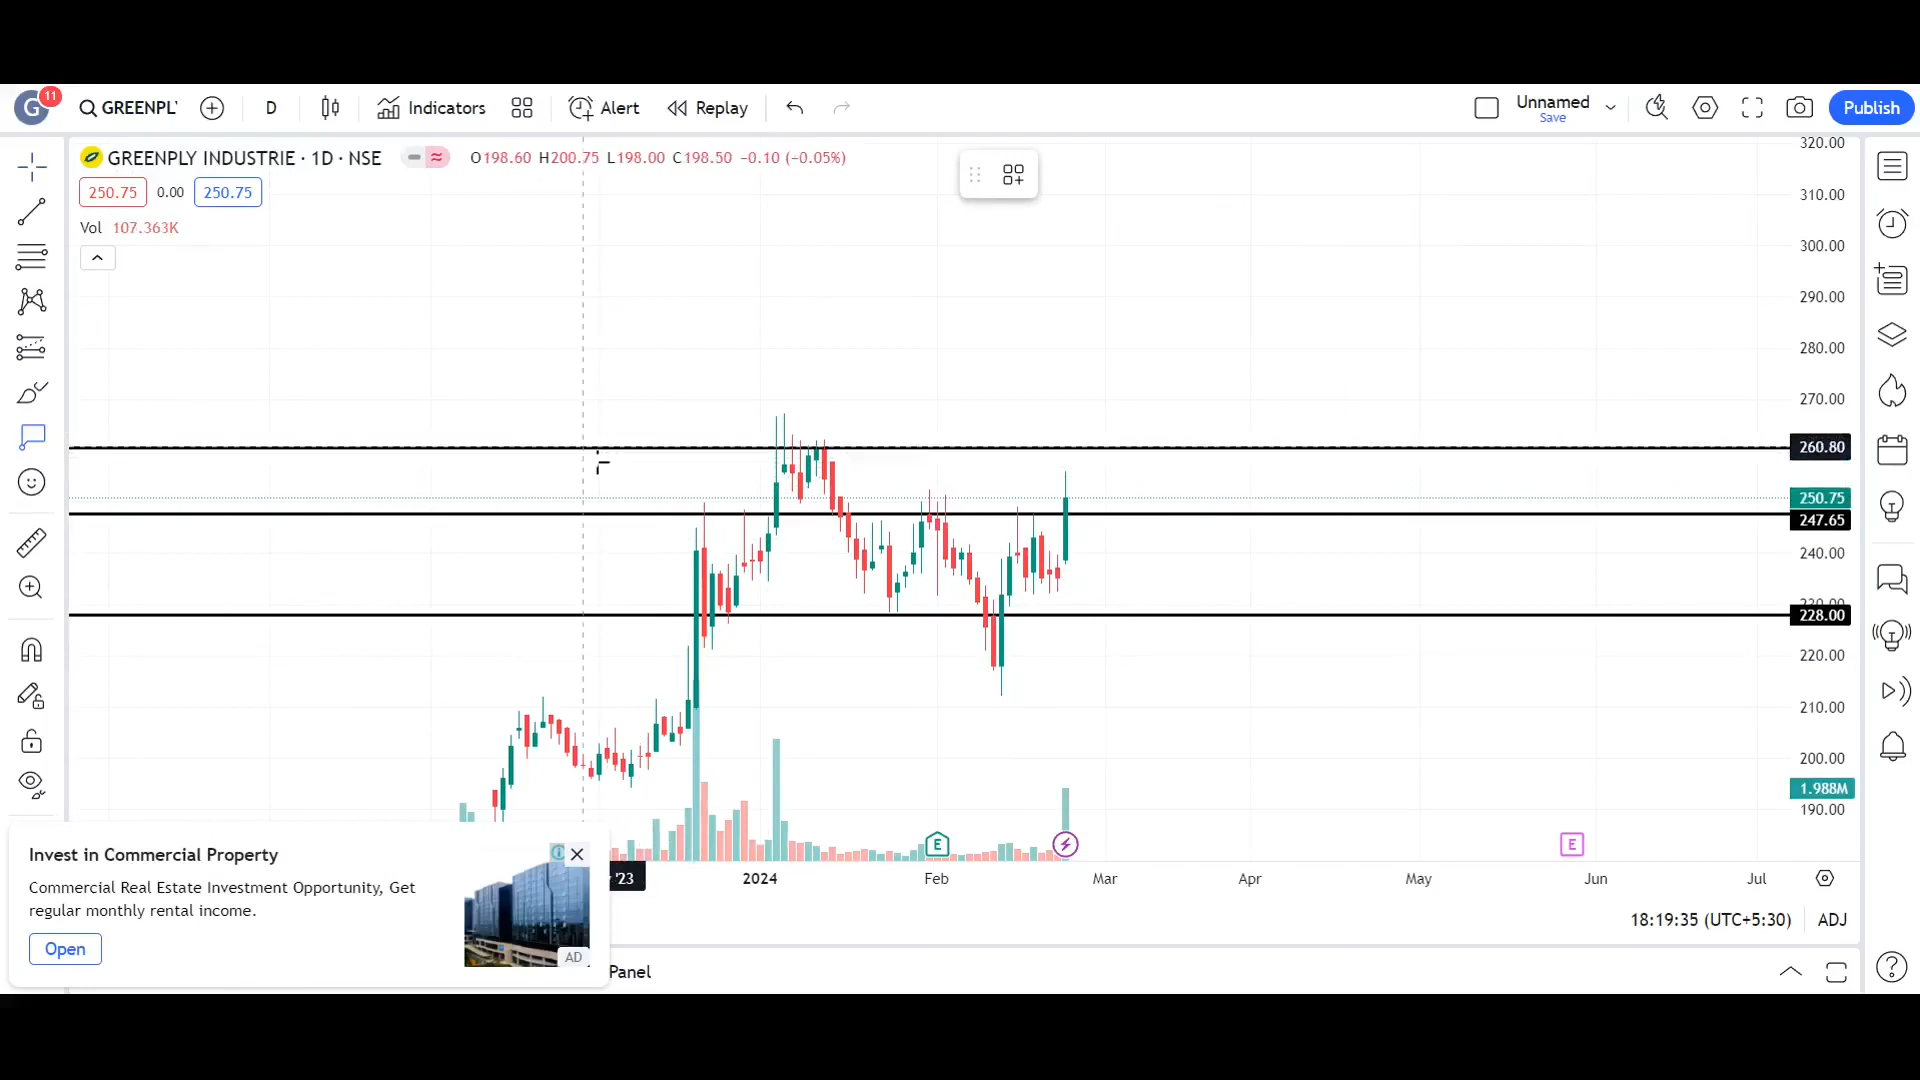 G 11 GREENPL' D Indicators Alert Replay Unnamed Save Publish
GREENPLY INDUSTRIE · 1D · NSE O198.60 H200.75 L198.00 C198.50 −0.10 (−0.05%)
250.75 0.00 250.75
Vol 107.363K
320.00
310.00
300.00
290.00
280.00
270.00
260.80
250.75
247.65
240.00
228.00
220.00
210.00
200.00
1.988M
190.00
E E
'23 2024 Feb Mar Apr May Jun Jul
18:19:35 (UTC+5:30) ADJ
Invest in Commercial Property
Commercial Real Estate Investment Opportunity, Get
regular monthly rental income.
Open
AD
Panel